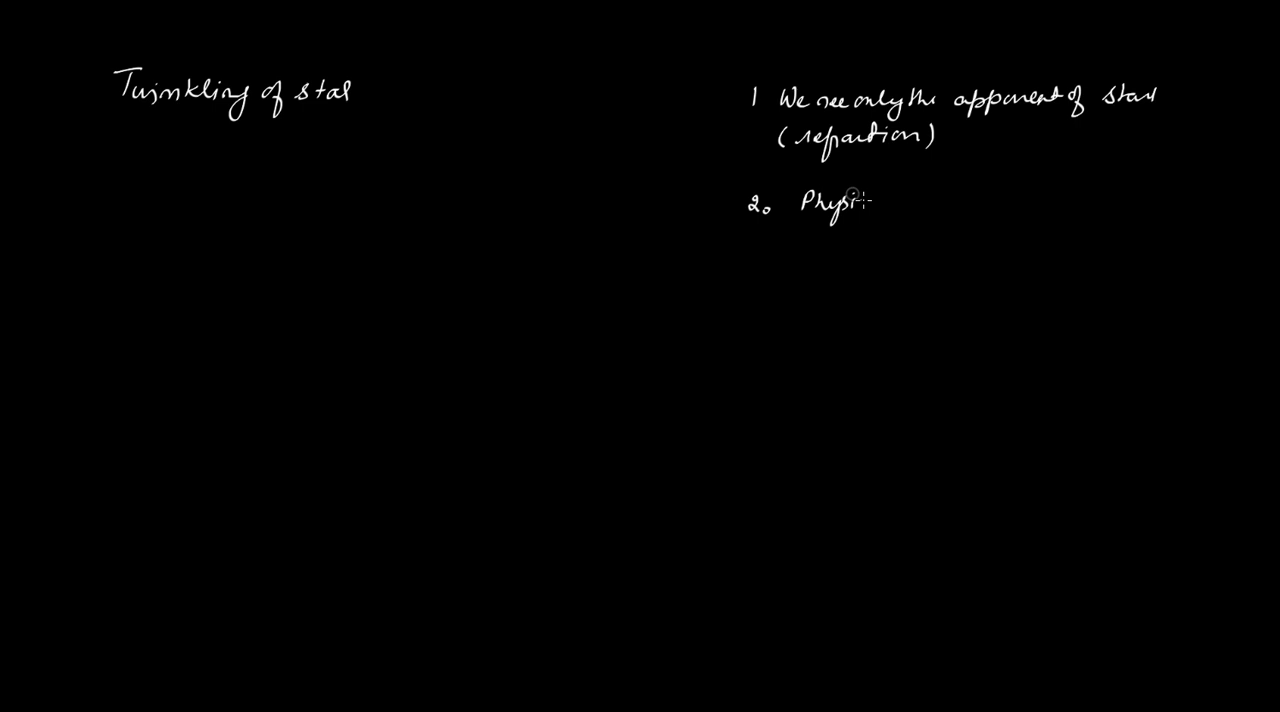 Twinkling of star
1 We see only the apparent of star
(refraction)
2. Physi